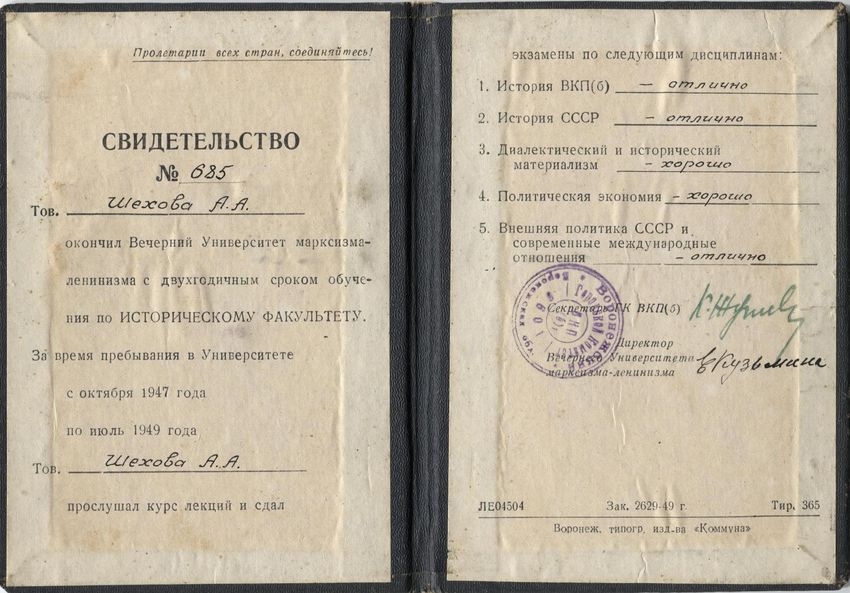 Пролетарии всех стран, соединяйтесь!
СВИДЕТЕЛЬСТВО
№ 685
Тов. Шехова А.А.
окончил Вечерний Университет марксизма-
ленинизма с двухгодичным сроком обуче-
ния по ИСТОРИЧЕСКОМУ ФАКУЛЬТЕТУ.
За время пребывания в Университете
с октября 1947 года
по июль 1949 года
Тов. Шехова А.А.
прослушал курс лекций и сдал
экзамены по следующим дисциплинам:
1. История ВКП(б) — отлично
2. История СССР — отлично
3. Диалектический и исторический
материализм — хорошо
4. Политическая экономия — хорошо
5. Внешняя политика СССР и
современные международные
отношения — отлично
Секретарь ГК ВКП(б)
Директор
Вечернего Университета
марксизма-ленинизма
ВКузьмина
ЛЕ04504 Зак. 2629-49 г. Тир. 365
Воронеж, типогр. изд-ва «Коммуна»